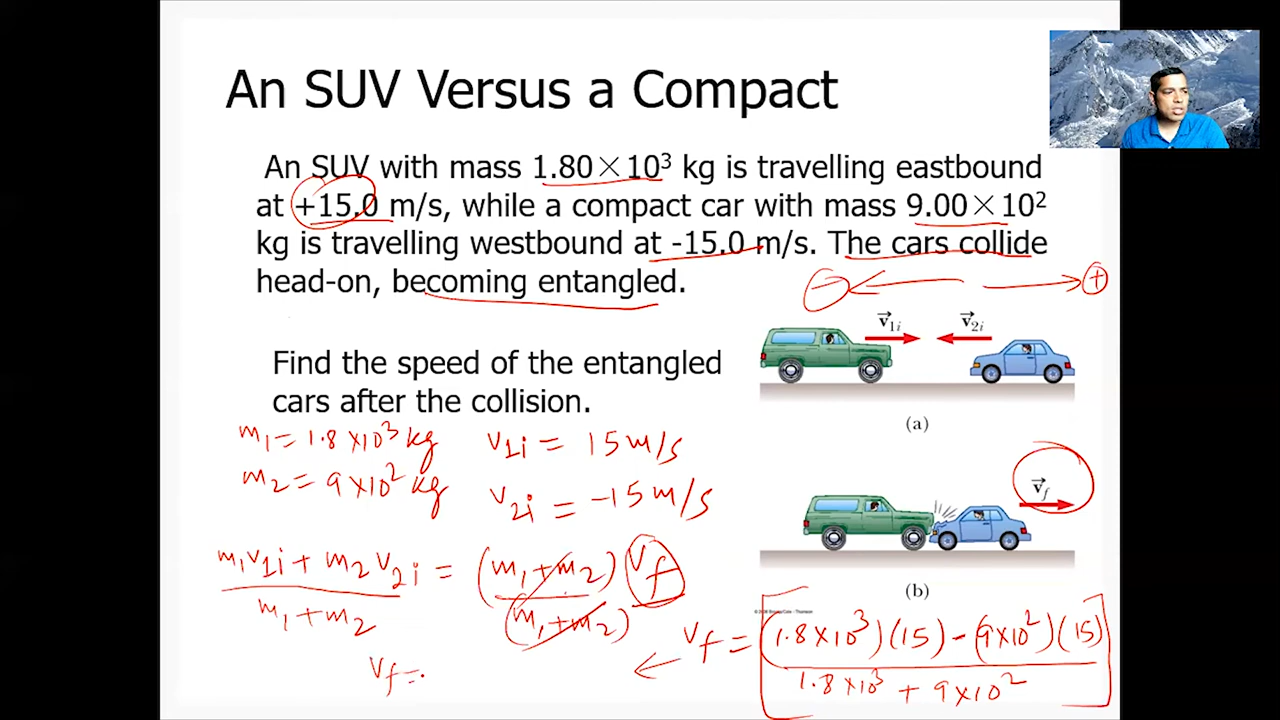 An SUV Versus a Compact
An SUV with mass 1.80×10³ kg is travelling eastbound
at +15.0 m/s, while a compact car with mass 9.00×10²
kg is travelling westbound at -15.0 m/s. The cars collide
head-on, becoming entangled.
− +
v⃗1i v⃗2i
(a)
Find the speed of the entangled
cars after the collision.
m₁ = 1.8×10³ kg
m₂ = 9×10² kg
v1i = 15 m/s
v2i = −15 m/s
v⃗f
(b)
m₁v1i + m₂v2i = (m₁+m₂) vf
m₁+m₂ (m₁+m₂)
vf = (1.8×10³)(15) − (9×10²)(15)
1.8×10³ + 9×10²
vf =